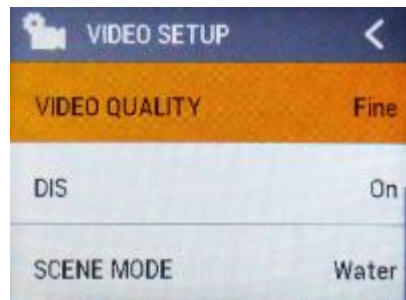 VIDEO SETUP
VIDEO QUALITY Fine
DIS On
SCENE MODE Water